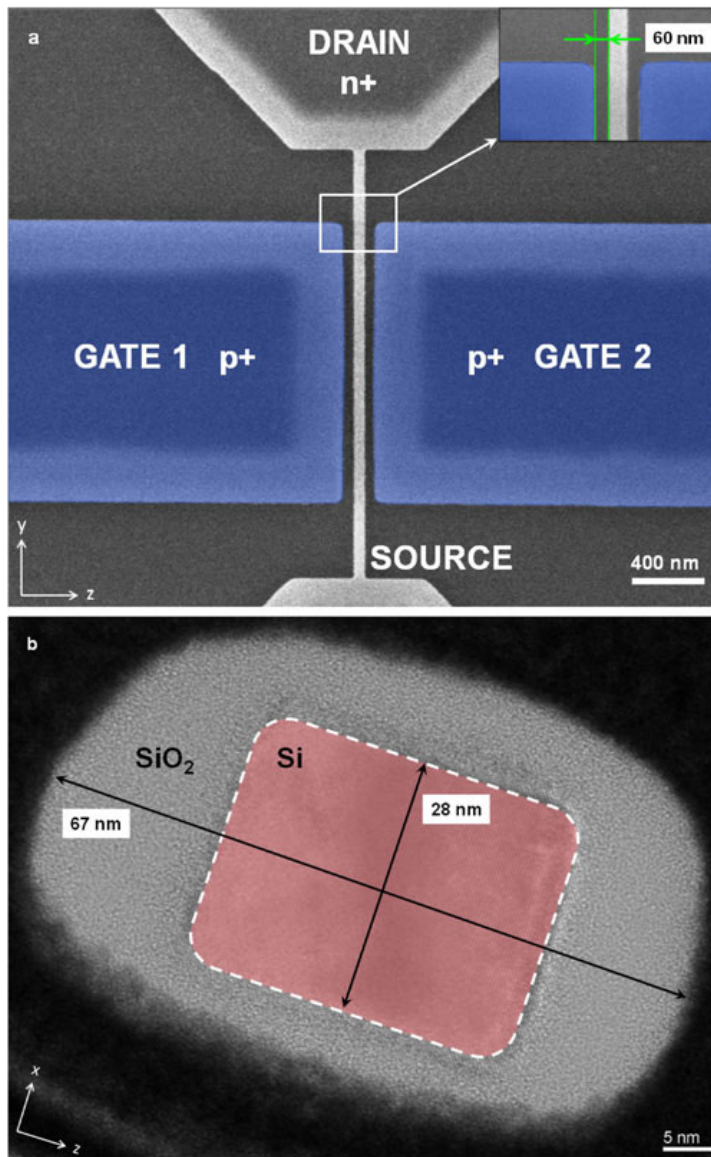 a
DRAIN
n+
60 nm
GATE 1 p+
p+ GATE 2
SOURCE
y
z
400 nm
b
SiO₂
Si
67 nm
28 nm
x
z
5 nm